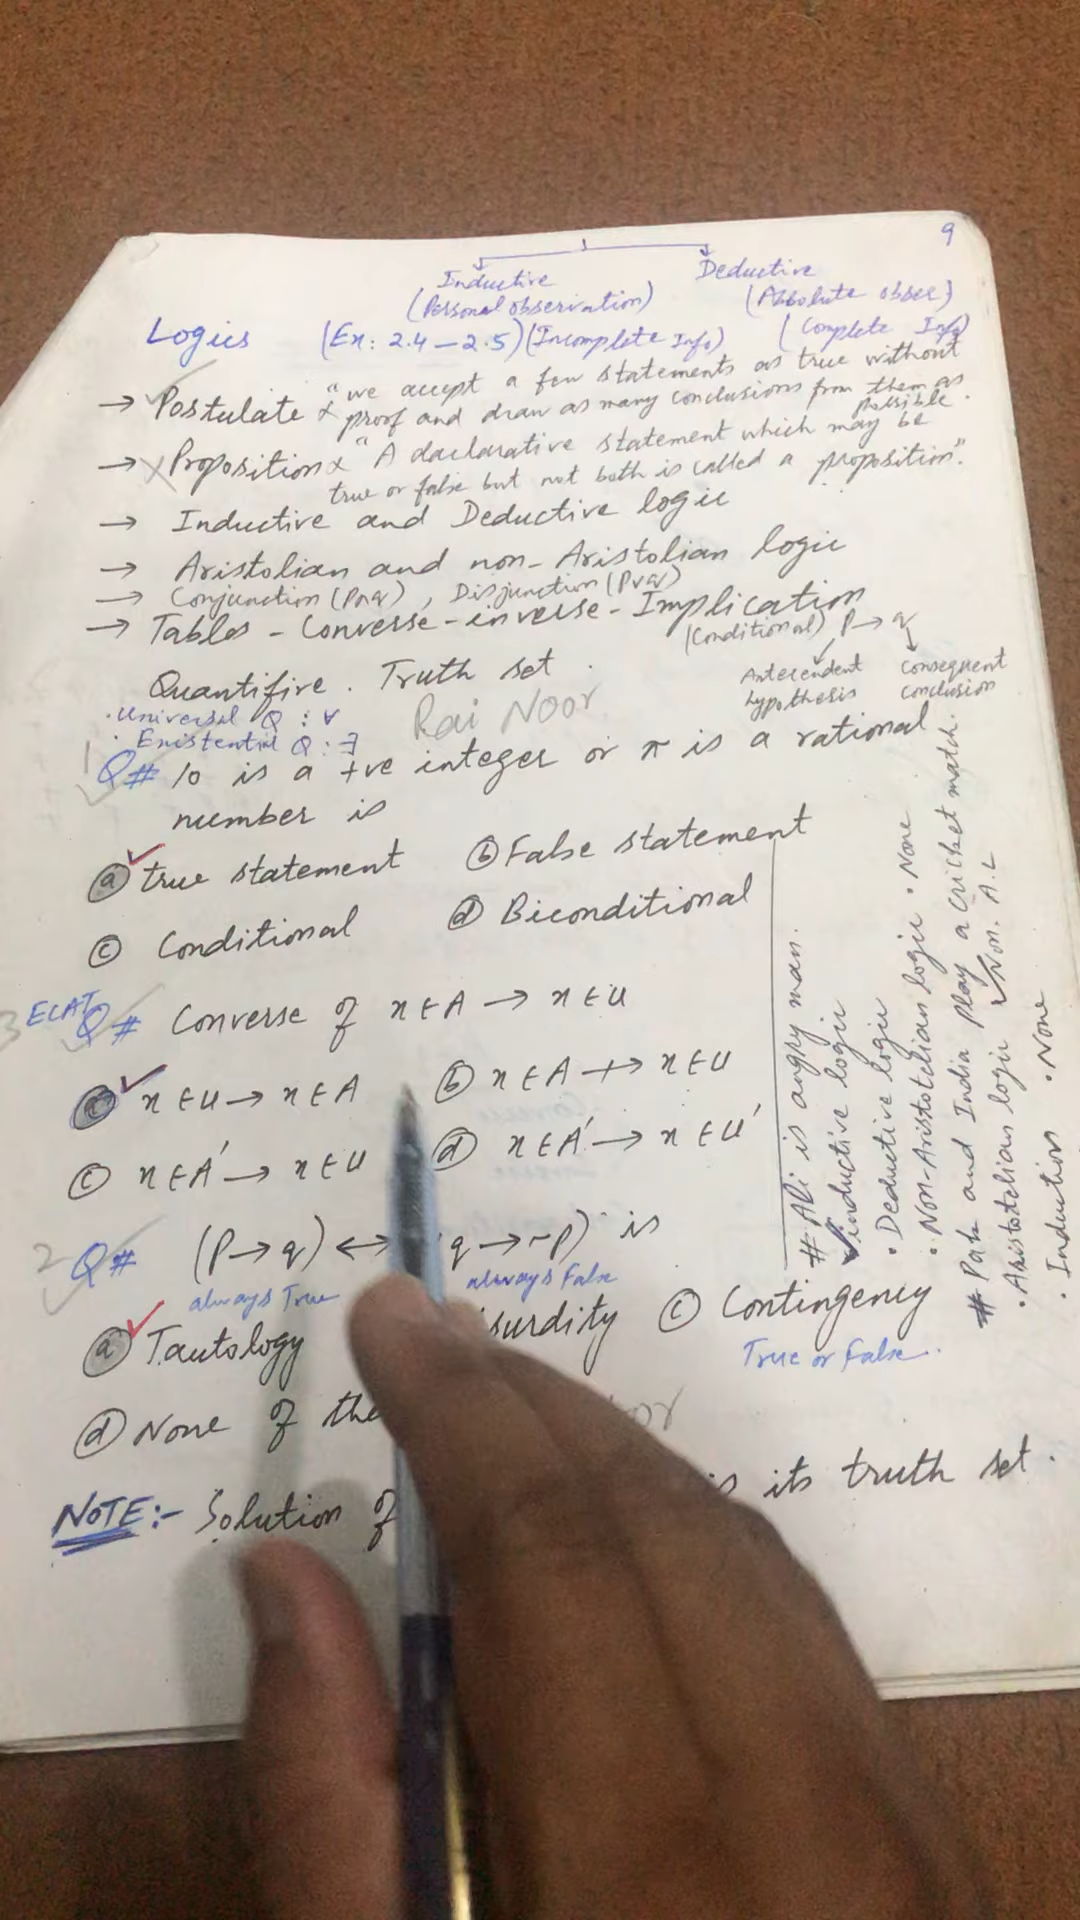 9
Inductive
Deductive
(Personal observation)
(Absolute obser)
Logics
(Ex: 2.4 – 2.5)
(Incomplete Info)
(Complete Info)
→ Postulate "we accept a few statements as true without
proof and draw as many conclusions from them as
possible.
→ Proposition "A daclarative statement which may be
true or false but not both is called a proposition".
→ Inductive and Deductive logic
→ Aristolian and non-Aristolian logic
→ Conjunction (P∧q), Disjunction (P∨q)
→ Tables - Converse - inverse - Implication
(Conditional) P → q
Antecendent
hypothesis
Consequent
conclusion
Quantifire. Truth set.
. Universal Q : ∀
. Existential Q : ∃
Rai Noor
1
Q# 10 is a +ve integer or π is a rational
number is
ⓐ true statement
ⓑ False statement
ⓒ Conditional
ⓓ Biconditional
3 ECAT
Q# Converse of x∈A → x∈U
ⓐ x∈U → x∈A
ⓑ x∈A ↛ x∈U
ⓒ x∈A' → x∈U
ⓓ x∈A' → x∈U'
2
Q# (P→q) ↔ q→~p) is
always True
always False
ⓐ Tautology
surdity
ⓒ Contingency
True or False.
ⓓ None of the
NOTE:- Solution of
its truth set.
# Ali is angry man.
✓ inductive logic
• Deductive logic
• Non-Aristotelian logic • None
# Pak and India Play a cricket match.
• Aristotelian logic ✓ Non. A.L
• Induction • None